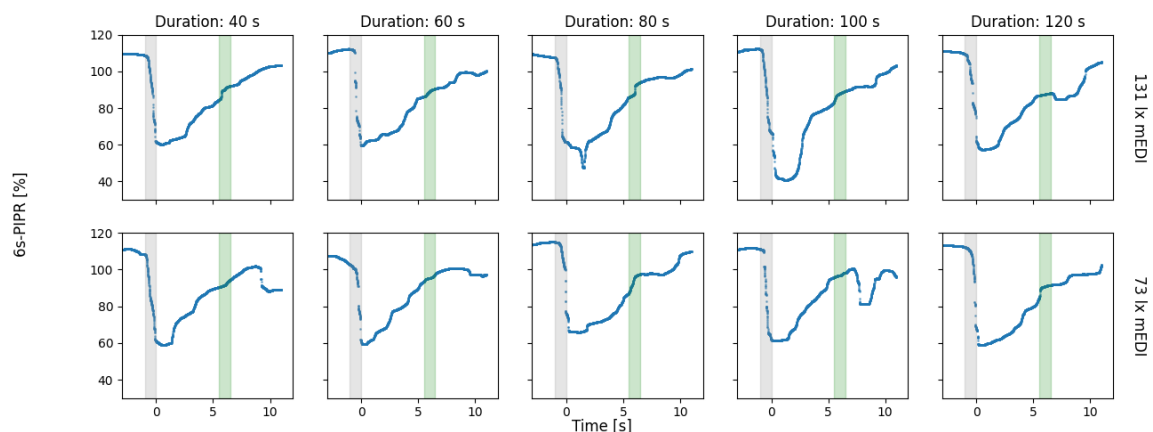 Duration: 40 s Duration: 60 s Duration: 80 s Duration: 100 s Duration: 120 s
120
100
80
60
40
131 lx mEDI
6s-PIPR [%]
120
100
80
60
40
73 lx mEDI
0 5 10 0 5 10 0 5 10 0 5 10 0 5 10
Time [s]